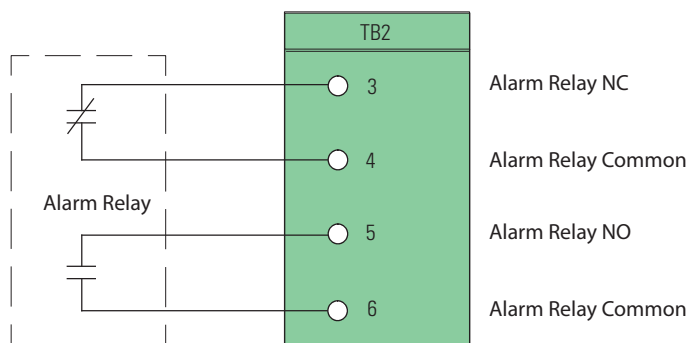 TB2
3 Alarm Relay NC
4 Alarm Relay Common
Alarm Relay
5 Alarm Relay NO
6 Alarm Relay Common